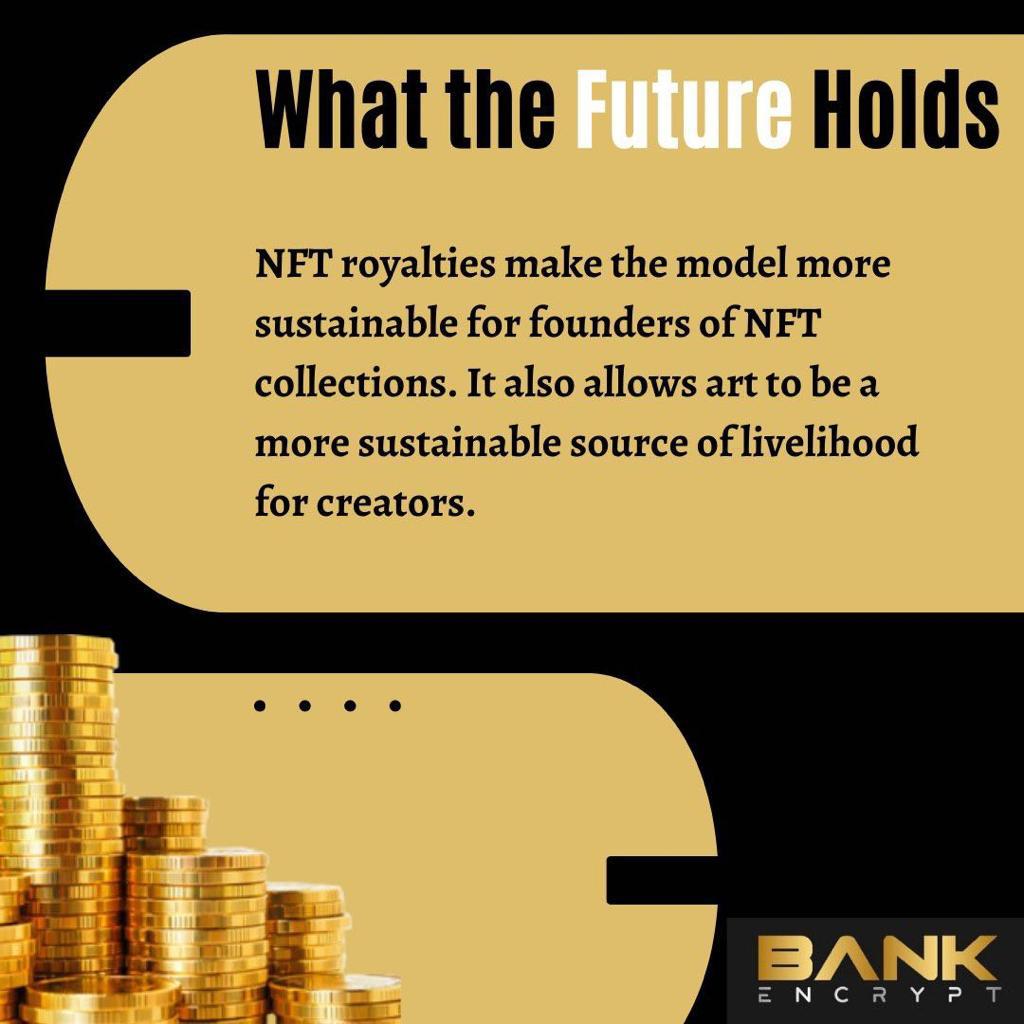 What the Future Holds
NFT royalties make the model more
sustainable for founders of NFT
collections. It also allows art to be a
more sustainable source of livelihood
for creators.
BANK
ENCRYPT